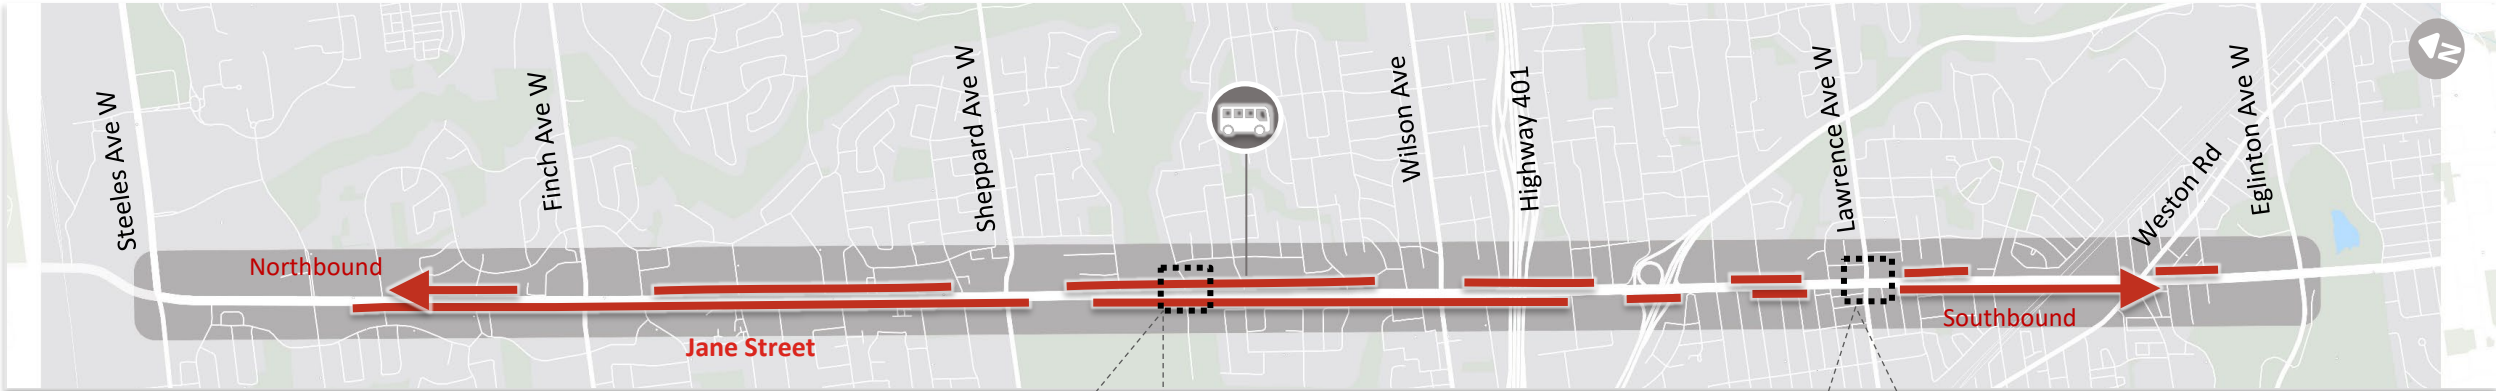 Steeles Ave W
Finch Ave W
Sheppard Ave W
Wilson Ave
Highway 401
Lawrence Ave W
Weston Rd
Eglinton Ave W
N
Northbound
Southbound
Jane Street